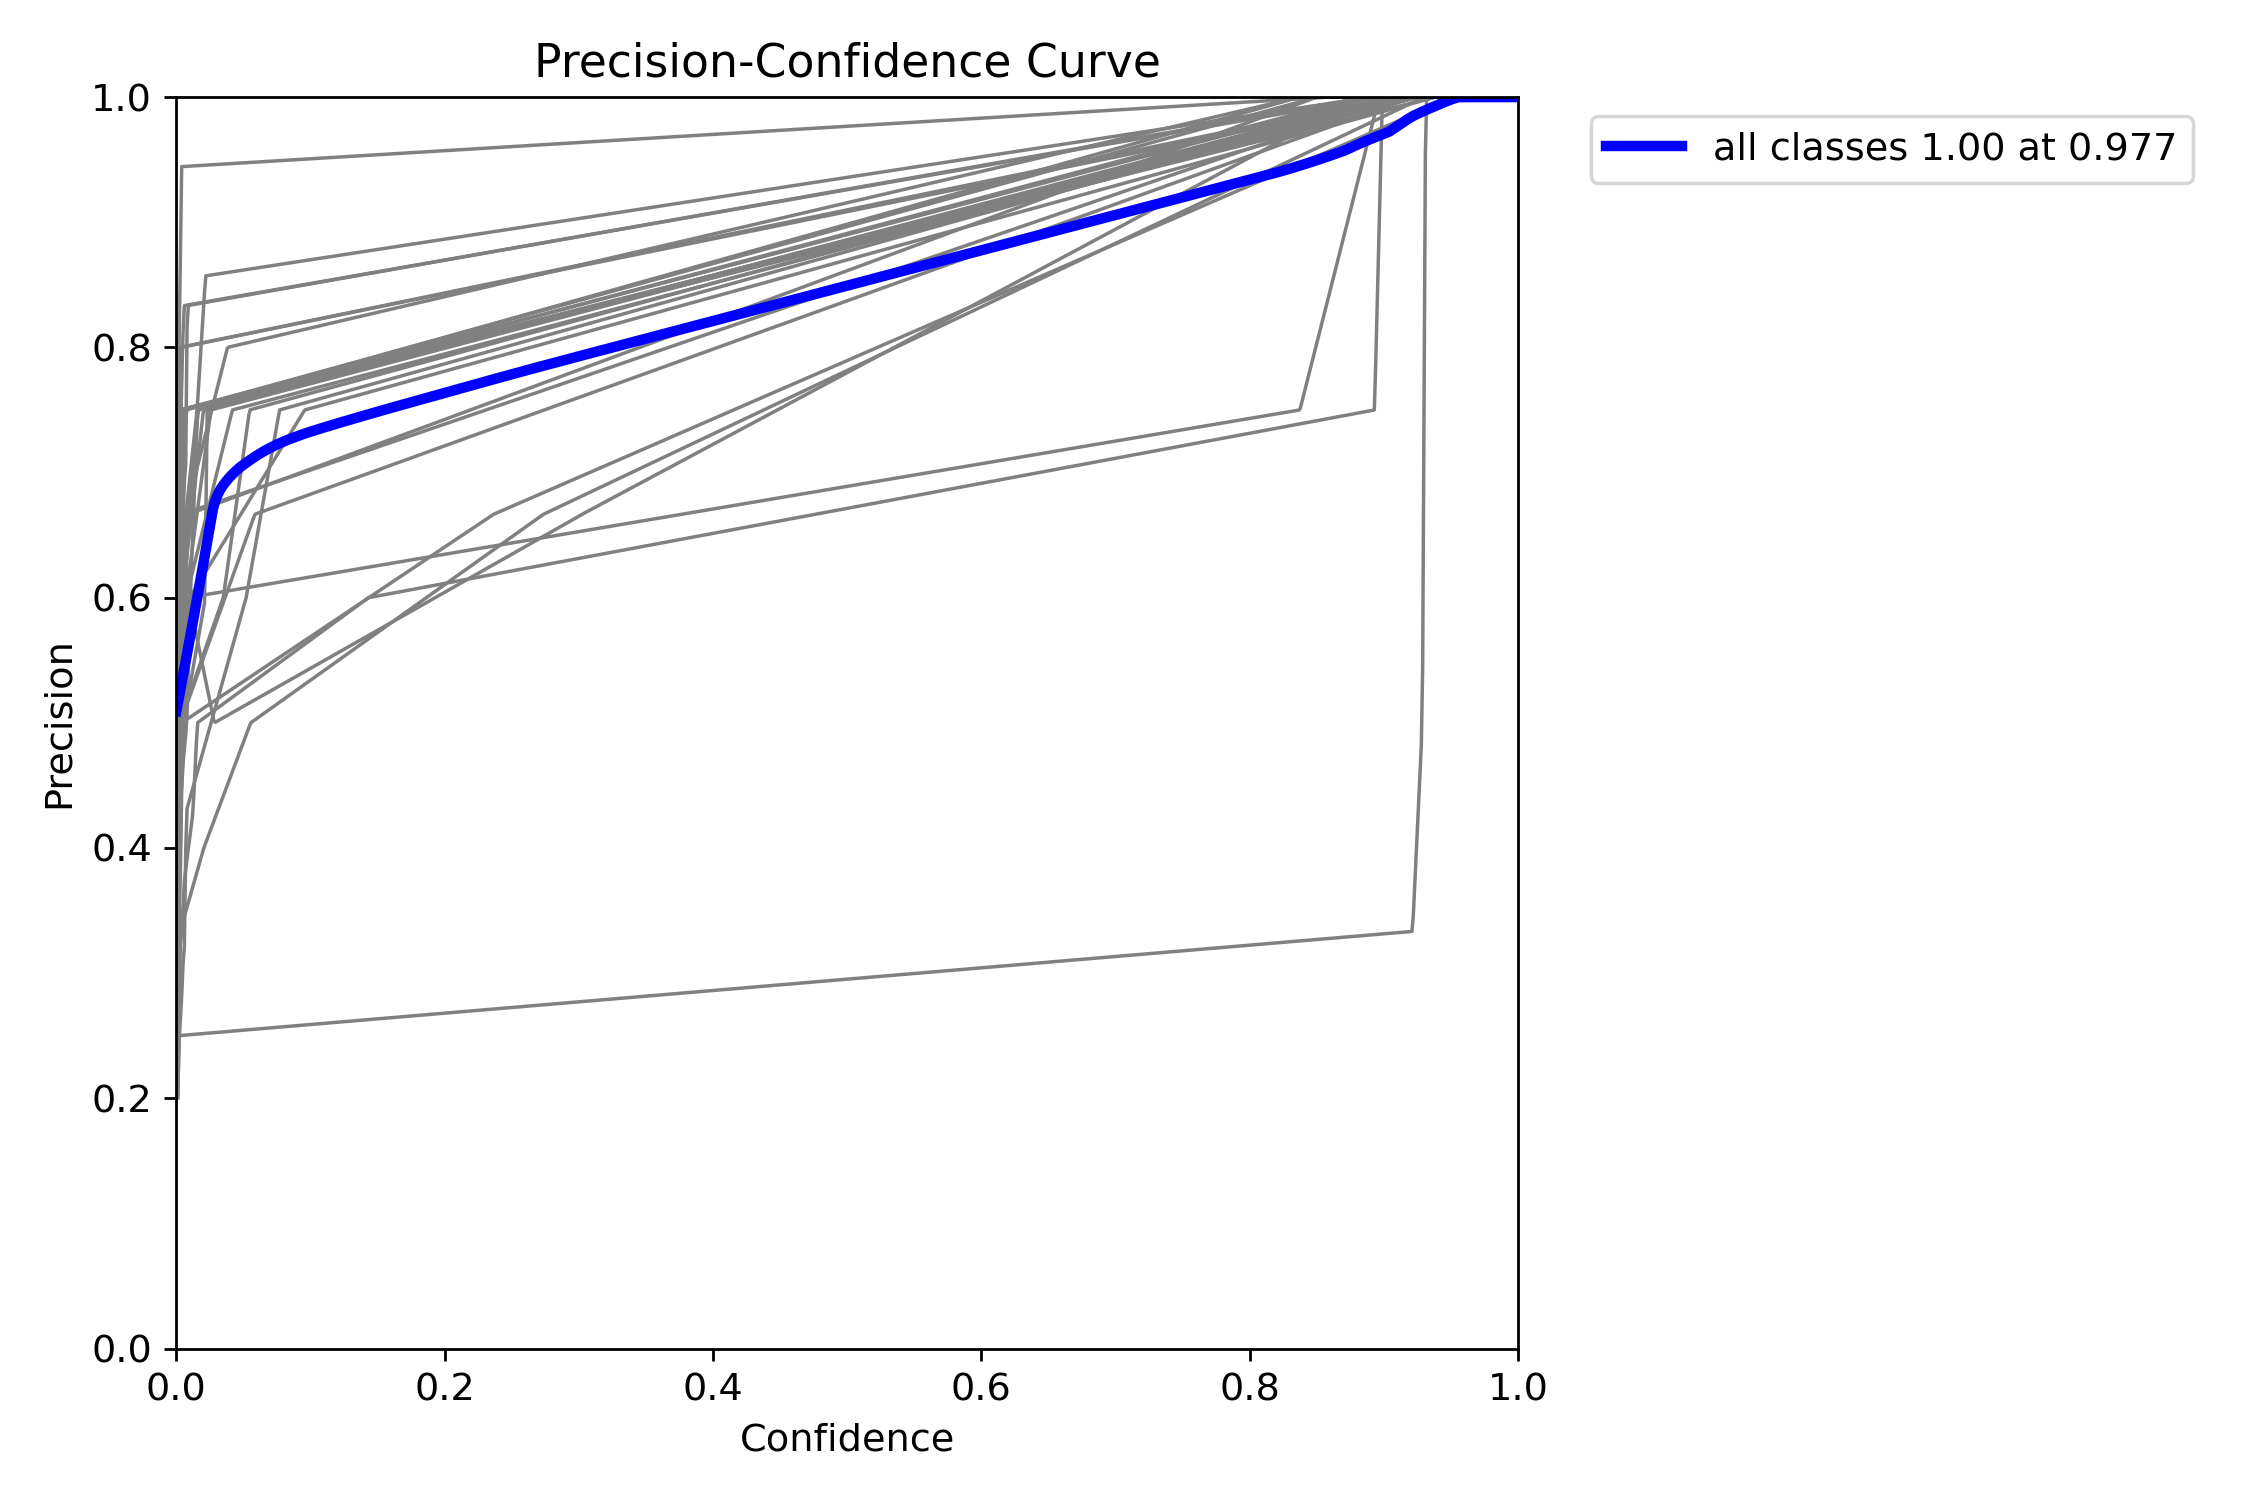 Precision-Confidence Curve
all classes 1.00 at 0.977
Precision
1.0
0.8
0.6
0.4
0.2
0.0
0.0 0.2 0.4 0.6 0.8 1.0
Confidence